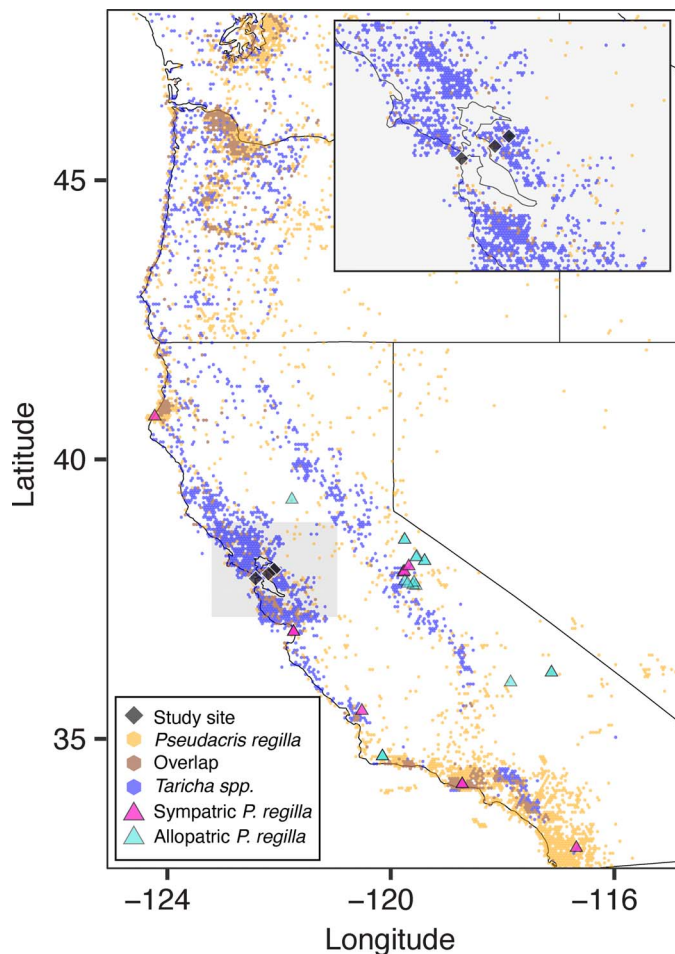 45
40
35
Latitude
Study site
Pseudacris regilla
Overlap
Taricha spp.
Sympatric P. regilla
Allopatric P. regilla
−124
−120
−116
Longitude